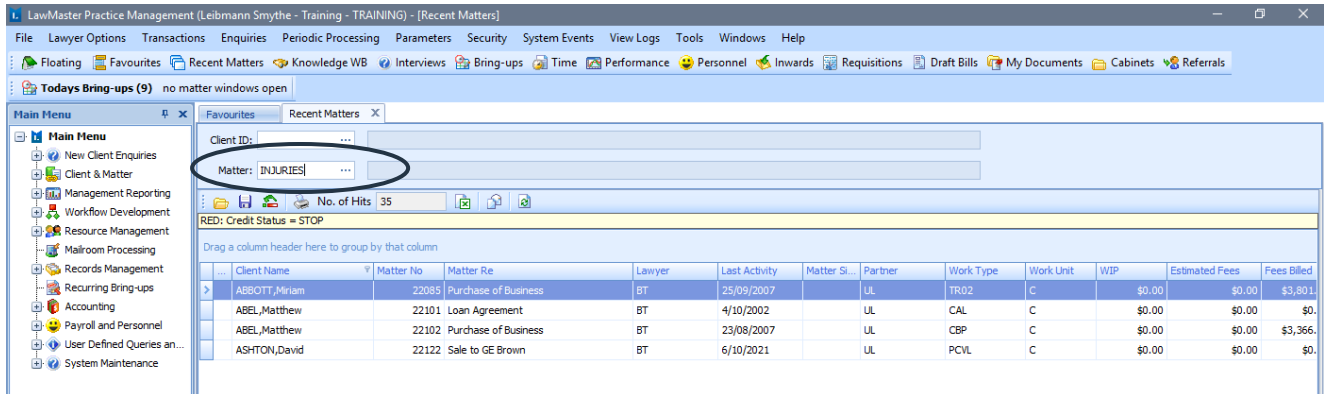 LawMaster Practice Management (Leibmann Smythe - Training - TRAINING) - [Recent Matters]
File Lawyer Options Transactions Enquiries Periodic Processing Parameters Security System Events View Logs Tools Windows Help
Floating Favourites Recent Matters Knowledge WB Interviews Bring-ups Time Performance Personnel Inwards Requisitions Draft Bills My Documents Cabinets Referrals
Todays Bring-ups (9) no matter windows open
Main Menu
Favourites Recent Matters X
Main Menu
New Client Enquiries
Client & Matter
Management Reporting
Workflow Development
Resource Management
Mailroom Processing
Records Management
Recurring Bring-ups
Accounting
Payroll and Personnel
User Defined Queries an...
System Maintenance
Client ID: ...
Matter: INJURIES ...
No. of Hits 35
RED: Credit Status = STOP
Drag a column header here to group by that column
... Client Name Matter No Matter Re Lawyer Last Activity Matter Si... Partner Work Type Work Unit WIP Estimated Fees Fees Billed
ABBOTT,Miriam 22085 Purchase of Business BT 25/09/2007 UL TR02 C $0.00 $0.00 $3,801.
ABEL,Matthew 22101 Loan Agreement BT 4/10/2002 UL CAL C $0.00 $0.00 $0.
ABEL,Matthew 22102 Purchase of Business BT 23/08/2007 UL CBP C $0.00 $0.00 $3,366.
ASHTON,David 22122 Sale to GE Brown BT 6/10/2021 UL PCVL C $0.00 $0.00 $0.